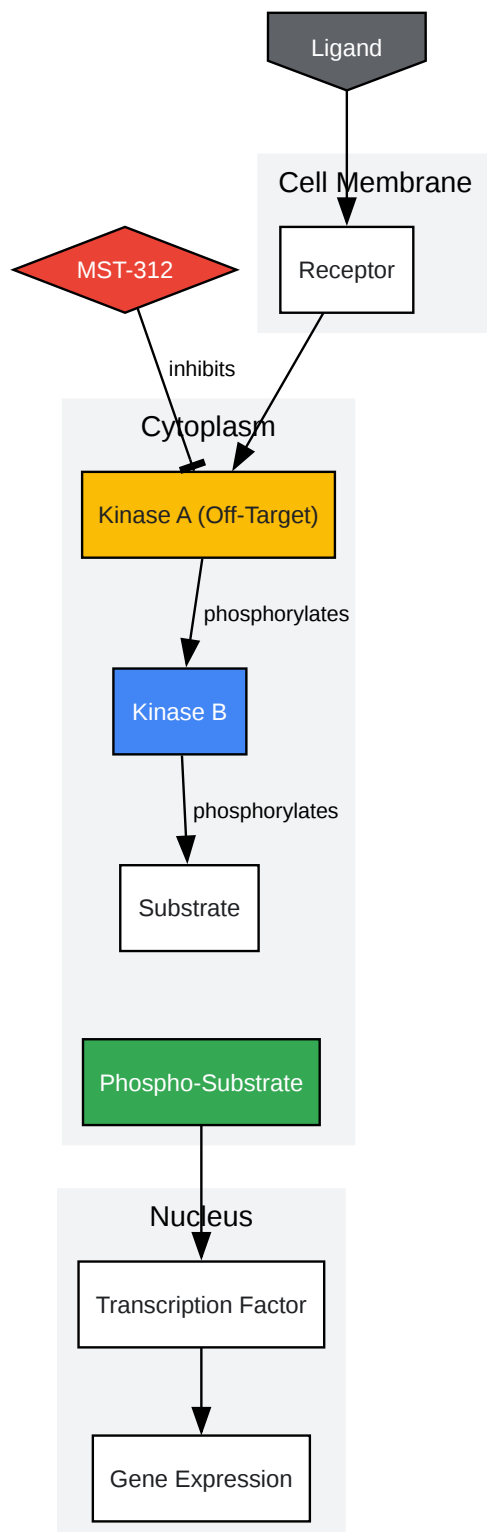 Ligand
Cell Membrane
Receptor
MST-312
inhibits
Cytoplasm
Kinase A (Off-Target)
phosphorylates
Kinase B
phosphorylates
Substrate
Phospho-Substrate
Nucleus
Transcription Factor
Gene Expression